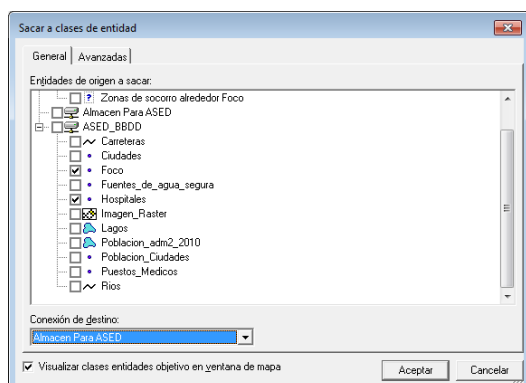 Sacar a clases de entidad
General
Avanzadas
Entidades de origen a sacar:
Zonas de socorro alrededor Foco
Almacen Para ASED
ASED_BBDD
Carreteras
Ciudades
Foco
Fuentes_de_agua_segura
Hospitales
Imagen_Raster
Lagos
Poblacion_adm2_2010
Poblacion_Ciudades
Puestos_Medicos
Rios
Conexión de destino:
Almacen Para ASED
Visualizar clases entidades objetivo en ventana de mapa
Aceptar
Cancelar